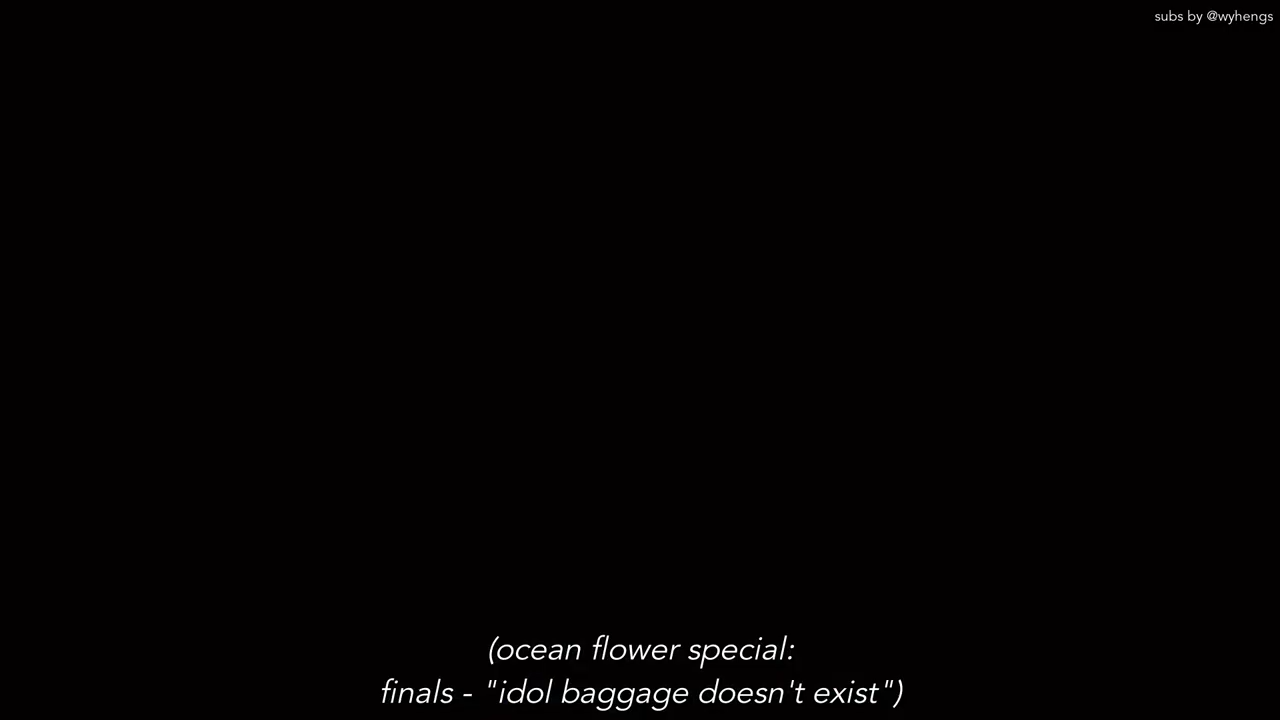 subs by @wyhengs
(ocean flower special:
finals - "idol baggage doesn't exist")